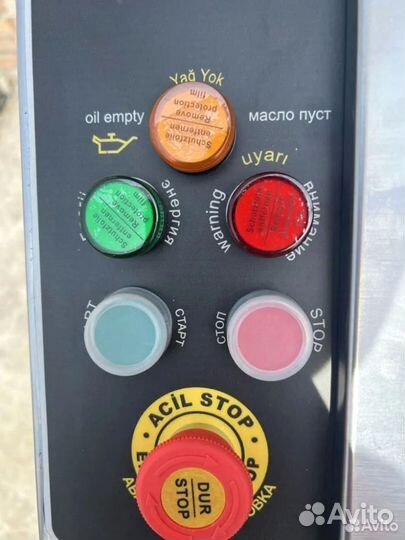 Yağ Yok
oil empty
масло пуст
Schutzfolie
entfernen
Remove
protection
film
uyarı
энергия
Schutzfolie
entfernen
Remove
protection
film
warning
внимание
СТАРТ
СТОП
STOP
ACİL STOP
DUR
STOP
Avito
Avito